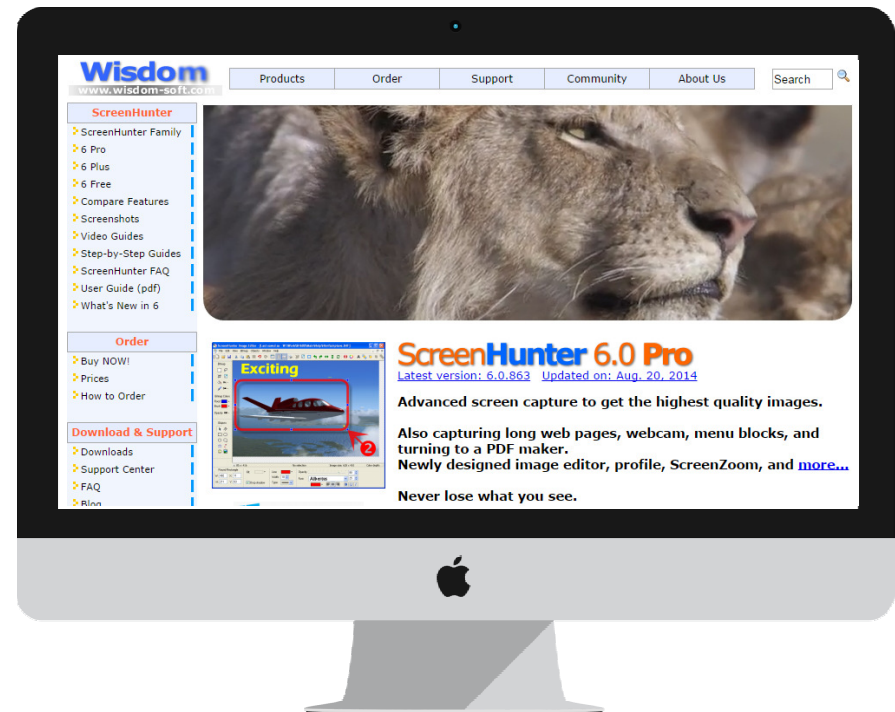 Wisdom
www.wisdom-soft.com
Products Order Support Community About Us Search
ScreenHunter
ScreenHunter Family
6 Pro
6 Plus
6 Free
Compare Features
Screenshots
Video Guides
Step-by-Step Guides
ScreenHunter FAQ
User Guide (pdf)
What's New in 6
Order
Buy NOW!
Prices
How to Order
Download & Support
Downloads
Support Center
FAQ
Blog
Exciting
2
ScreenHunter 6.0 Pro
Latest version: 6.0.863 Updated on: Aug. 20, 2014
Advanced screen capture to get the highest quality images.
Also capturing long web pages, webcam, menu blocks, and
turning to a PDF maker.
Newly designed image editor, profile, ScreenZoom, and more...
Never lose what you see.